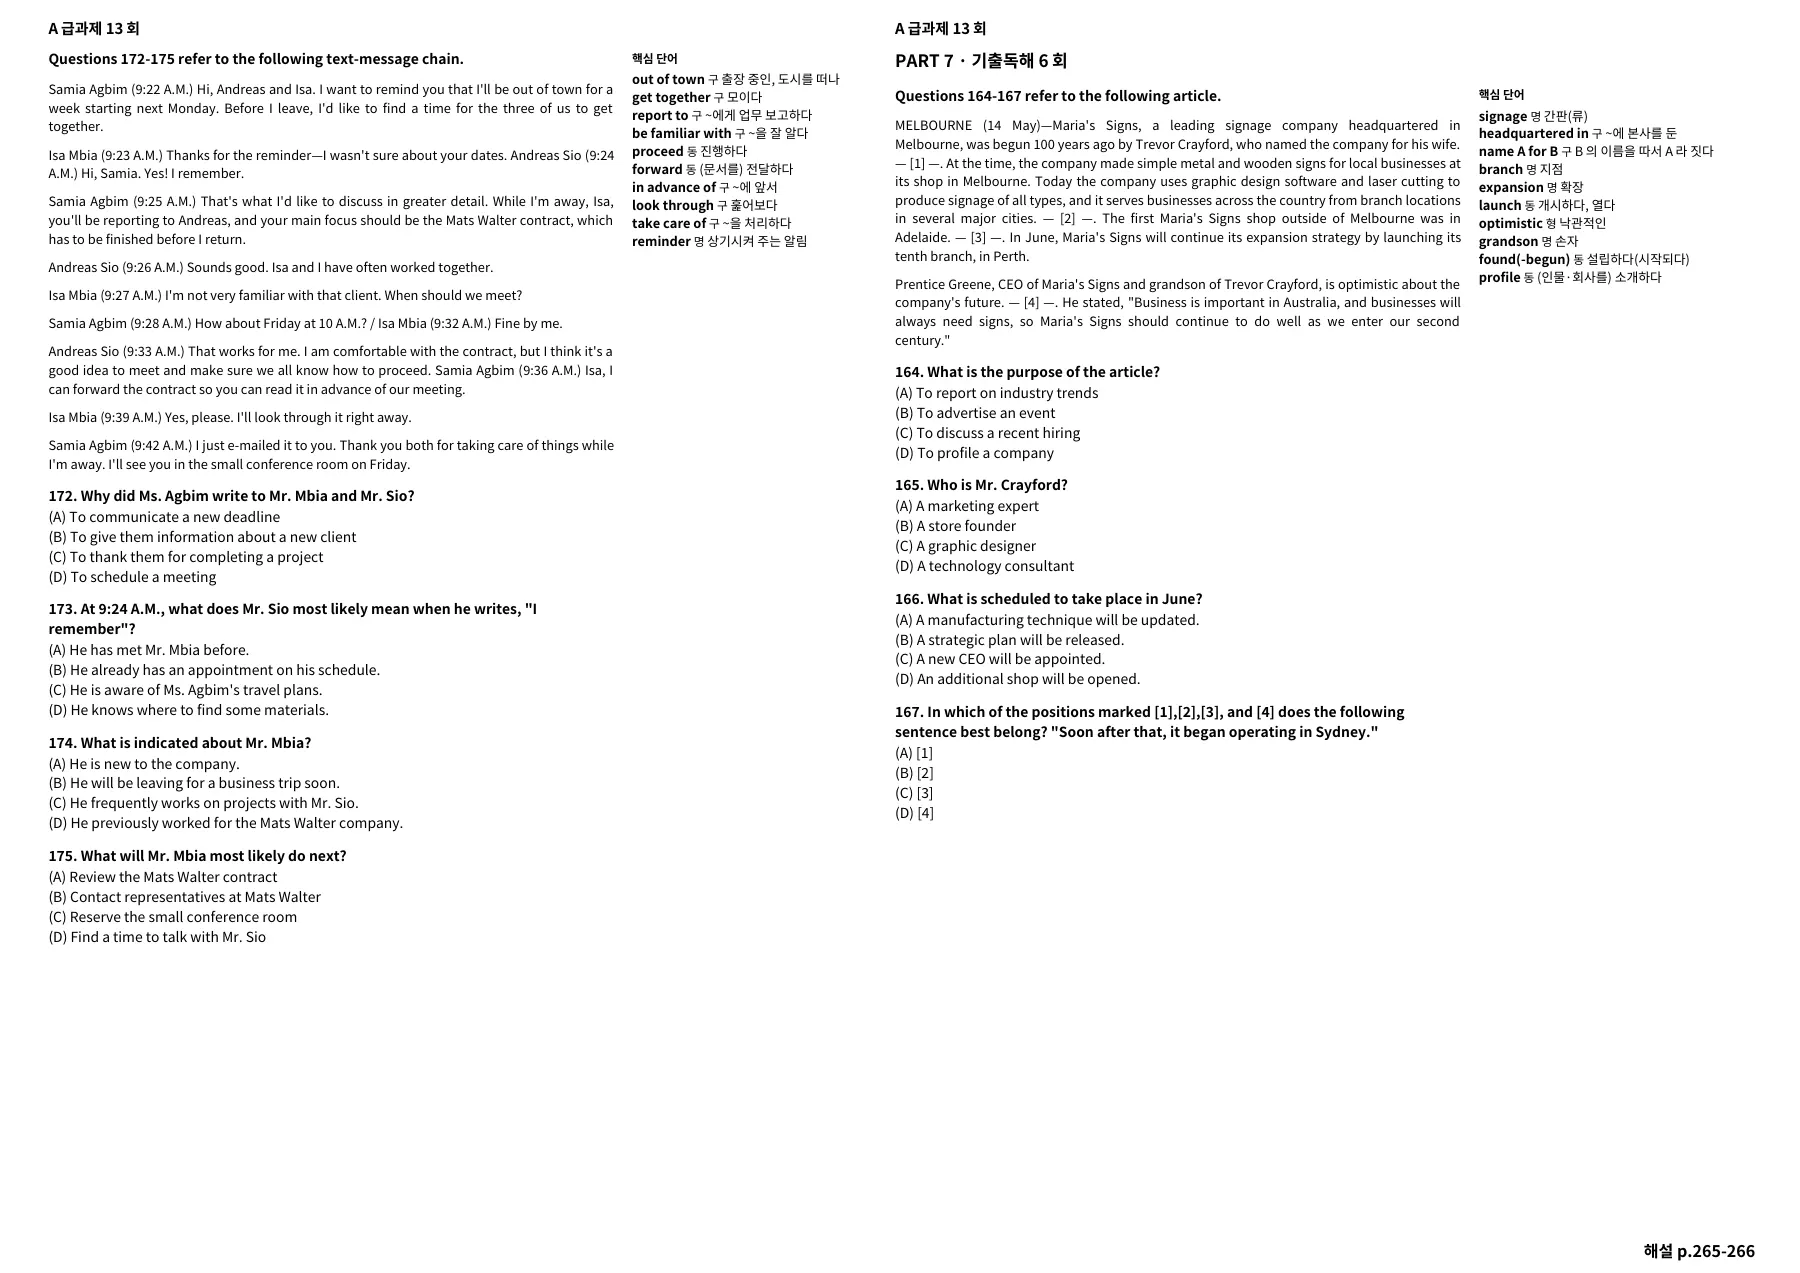 A 급과제 13 회
Questions 172-175 refer to the following text-message chain.
Samia Agbim (9:22 A.M.) Hi, Andreas and Isa. I want to remind you that I'll be out of town for a
week starting next Monday. Before I leave, I'd like to find a time for the three of us to get
together.
Isa Mbia (9:23 A.M.) Thanks for the reminder—I wasn't sure about your dates. Andreas Sio (9:24
A.M.) Hi, Samia. Yes! I remember.
Samia Agbim (9:25 A.M.) That's what I'd like to discuss in greater detail. While I'm away, Isa,
you'll be reporting to Andreas, and your main focus should be the Mats Walter contract, which
has to be finished before I return.
Andreas Sio (9:26 A.M.) Sounds good. Isa and I have often worked together.
Isa Mbia (9:27 A.M.) I'm not very familiar with that client. When should we meet?
Samia Agbim (9:28 A.M.) How about Friday at 10 A.M.? / Isa Mbia (9:32 A.M.) Fine by me.
Andreas Sio (9:33 A.M.) That works for me. I am comfortable with the contract, but I think it's a
good idea to meet and make sure we all know how to proceed. Samia Agbim (9:36 A.M.) Isa, I
can forward the contract so you can read it in advance of our meeting.
Isa Mbia (9:39 A.M.) Yes, please. I'll look through it right away.
Samia Agbim (9:42 A.M.) I just e-mailed it to you. Thank you both for taking care of things while
I'm away. I'll see you in the small conference room on Friday.
172. Why did Ms. Agbim write to Mr. Mbia and Mr. Sio?
(A) To communicate a new deadline
(B) To give them information about a new client
(C) To thank them for completing a project
(D) To schedule a meeting
173. At 9:24 A.M., what does Mr. Sio most likely mean when he writes, "I
remember"?
(A) He has met Mr. Mbia before.
(B) He already has an appointment on his schedule.
(C) He is aware of Ms. Agbim's travel plans.
(D) He knows where to find some materials.
174. What is indicated about Mr. Mbia?
(A) He is new to the company.
(B) He will be leaving for a business trip soon.
(C) He frequently works on projects with Mr. Sio.
(D) He previously worked for the Mats Walter company.
175. What will Mr. Mbia most likely do next?
(A) Review the Mats Walter contract
(B) Contact representatives at Mats Walter
(C) Reserve the small conference room
(D) Find a time to talk with Mr. Sio
핵심 단어
out of town 구 출장 중인, 도시를 떠나
get together 구 모이다
report to 구 ~에게 업무 보고하다
be familiar with 구 ~을 잘 알다
proceed 동 진행하다
forward 동 (문서를) 전달하다
in advance of 구 ~에 앞서
look through 구 훑어보다
take care of 구 ~을 처리하다
reminder 명 상기시켜 주는 알림
A 급과제 13 회
PART 7 · 기출독해 6 회
Questions 164-167 refer to the following article.
MELBOURNE (14 May)—Maria's Signs, a leading signage company headquartered in
Melbourne, was begun 100 years ago by Trevor Crayford, who named the company for his wife.
— [1] —. At the time, the company made simple metal and wooden signs for local businesses at
its shop in Melbourne. Today the company uses graphic design software and laser cutting to
produce signage of all types, and it serves businesses across the country from branch locations
in several major cities. — [2] —. The first Maria's Signs shop outside of Melbourne was in
Adelaide. — [3] —. In June, Maria's Signs will continue its expansion strategy by launching its
tenth branch, in Perth.
Prentice Greene, CEO of Maria's Signs and grandson of Trevor Crayford, is optimistic about the
company's future. — [4] —. He stated, "Business is important in Australia, and businesses will
always need signs, so Maria's Signs should continue to do well as we enter our second
century."
164. What is the purpose of the article?
(A) To report on industry trends
(B) To advertise an event
(C) To discuss a recent hiring
(D) To profile a company
165. Who is Mr. Crayford?
(A) A marketing expert
(B) A store founder
(C) A graphic designer
(D) A technology consultant
166. What is scheduled to take place in June?
(A) A manufacturing technique will be updated.
(B) A strategic plan will be released.
(C) A new CEO will be appointed.
(D) An additional shop will be opened.
167. In which of the positions marked [1],[2],[3], and [4] does the following
sentence best belong? "Soon after that, it began operating in Sydney."
(A) [1]
(B) [2]
(C) [3]
(D) [4]
핵심 단어
signage 명 간판(류)
headquartered in 구 ~에 본사를 둔
name A for B 구 B 의 이름을 따서 A 라 짓다
branch 명 지점
expansion 명 확장
launch 동 개시하다, 열다
optimistic 형 낙관적인
grandson 명 손자
found(-begun) 동 설립하다(시작되다)
profile 동 (인물·회사를) 소개하다
해설 p.265-266